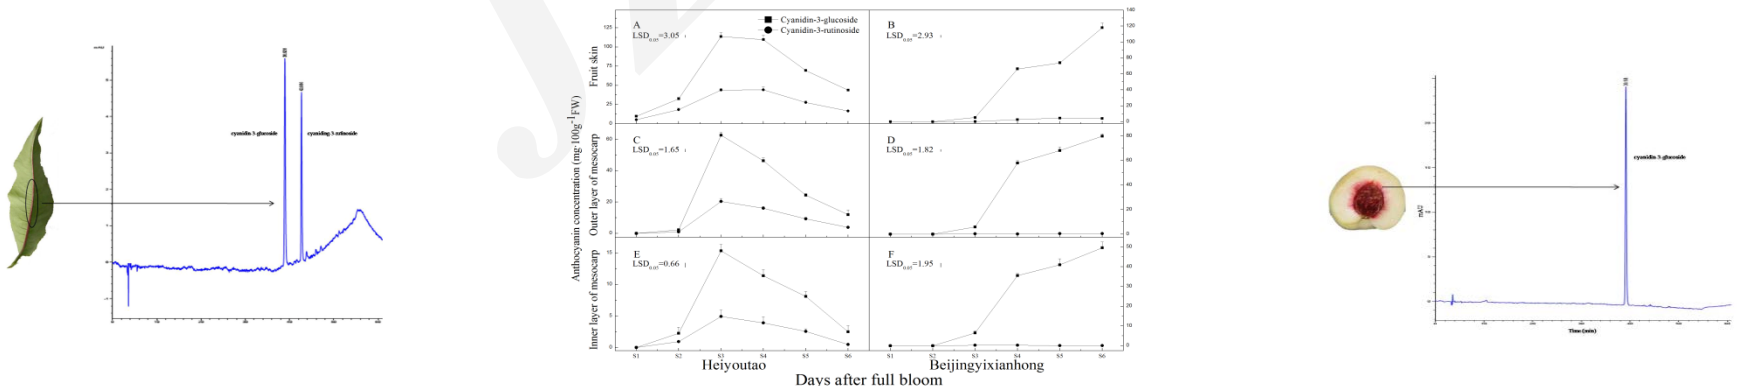 cyanidin-3-glucoside
cyaniding-3-rutinoside
Anthocyanin concentration (mg·100g⁻¹FW)
Fruit skin
Outer layer of mesocarp
Inner layer of mesocarp
A
LSD0.05=3.05
Cyanidin-3-glucoside
Cyanidin-3-rutinoside
B
LSD0.05=2.93
125
100
75
50
25
0
140
120
100
80
60
40
20
0
C
LSD0.05=1.65
D
LSD0.05=1.82
60
40
20
0
80
60
40
20
0
E
LSD0.05=0.66
F
LSD0.05=1.95
15
10
5
0
50
40
30
20
10
0
S1 S2 S3 S4 S5 S6 S1 S2 S3 S4 S5 S6
Heiyoutao Beijingyixianhong
Days after full bloom
cyanidin-3-glucoside
mAU
Time (min)